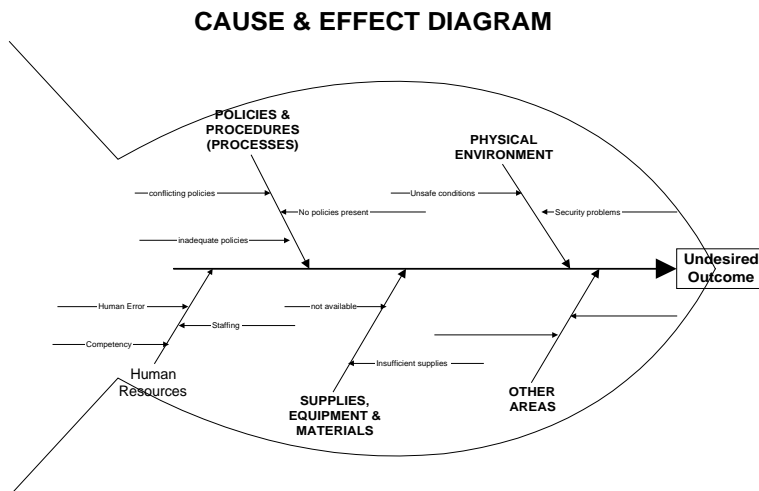 CAUSE & EFFECT DIAGRAM
POLICIES &
PROCEDURES
(PROCESSES)
PHYSICAL
ENVIRONMENT
conflicting policies
Unsafe conditions
No policies present
Security problems
inadequate policies
Undesired
Outcome
Human Error
not available
Staffing
Competency
Insufficient supplies
Human
Resources
SUPPLIES,
EQUIPMENT &
MATERIALS
OTHER
AREAS